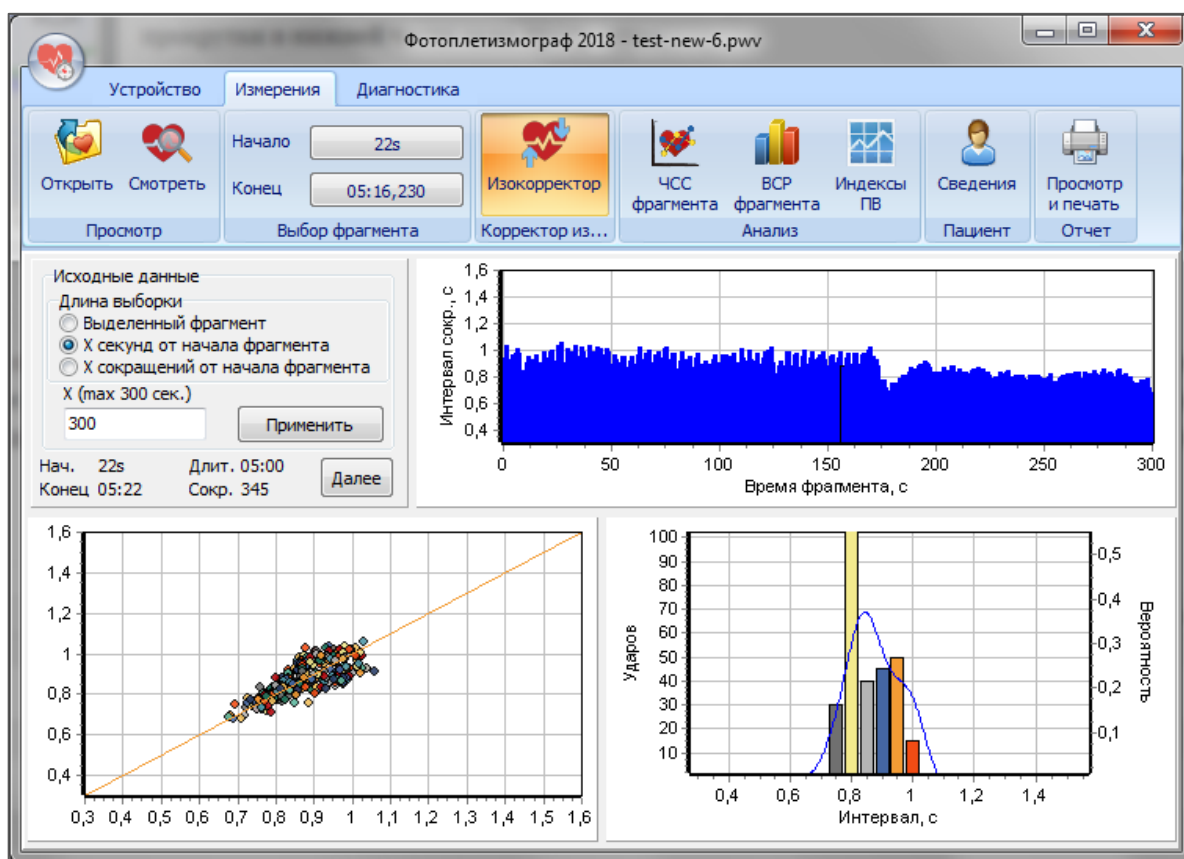 Фотоплетизмограф 2018 - test-new-6.pwv
Устройство Измерения Диагностика
Открыть Смотреть
Просмотр
Начало 22s
Конец 05:16,230
Выбор фрагмента
Изокорректор
Корректор из...
ЧСС фрагмента
ВСР фрагмента
Индексы ПВ
Анализ
Сведения
Пациент
Просмотр и печать
Отчет
Исходные данные
Длина выборки
Выделенный фрагмент
X секунд от начала фрагмента
X сокращений от начала фрагмента
X (max 300 сек.)
300 Применить
Нач. 22s Длит. 05:00
Конец 05:22 Сокр. 345
Далее
Интервал сокр., с
1,6
1,4
1,2
1
0,8
0,6
0,4
0 50 100 150 200 250 300
Время фрагмента, с
1,6
1,4
1,2
1
0,8
0,6
0,4
0,3 0,4 0,5 0,6 0,7 0,8 0,9 1 1,1 1,2 1,3 1,4 1,5 1,6
Ударов
100
90
80
70
60
50
40
30
20
10
0,5
0,4
0,3
0,2
0,1
Вероятность
0,4 0,6 0,8 1 1,2 1,4
Интервал, с